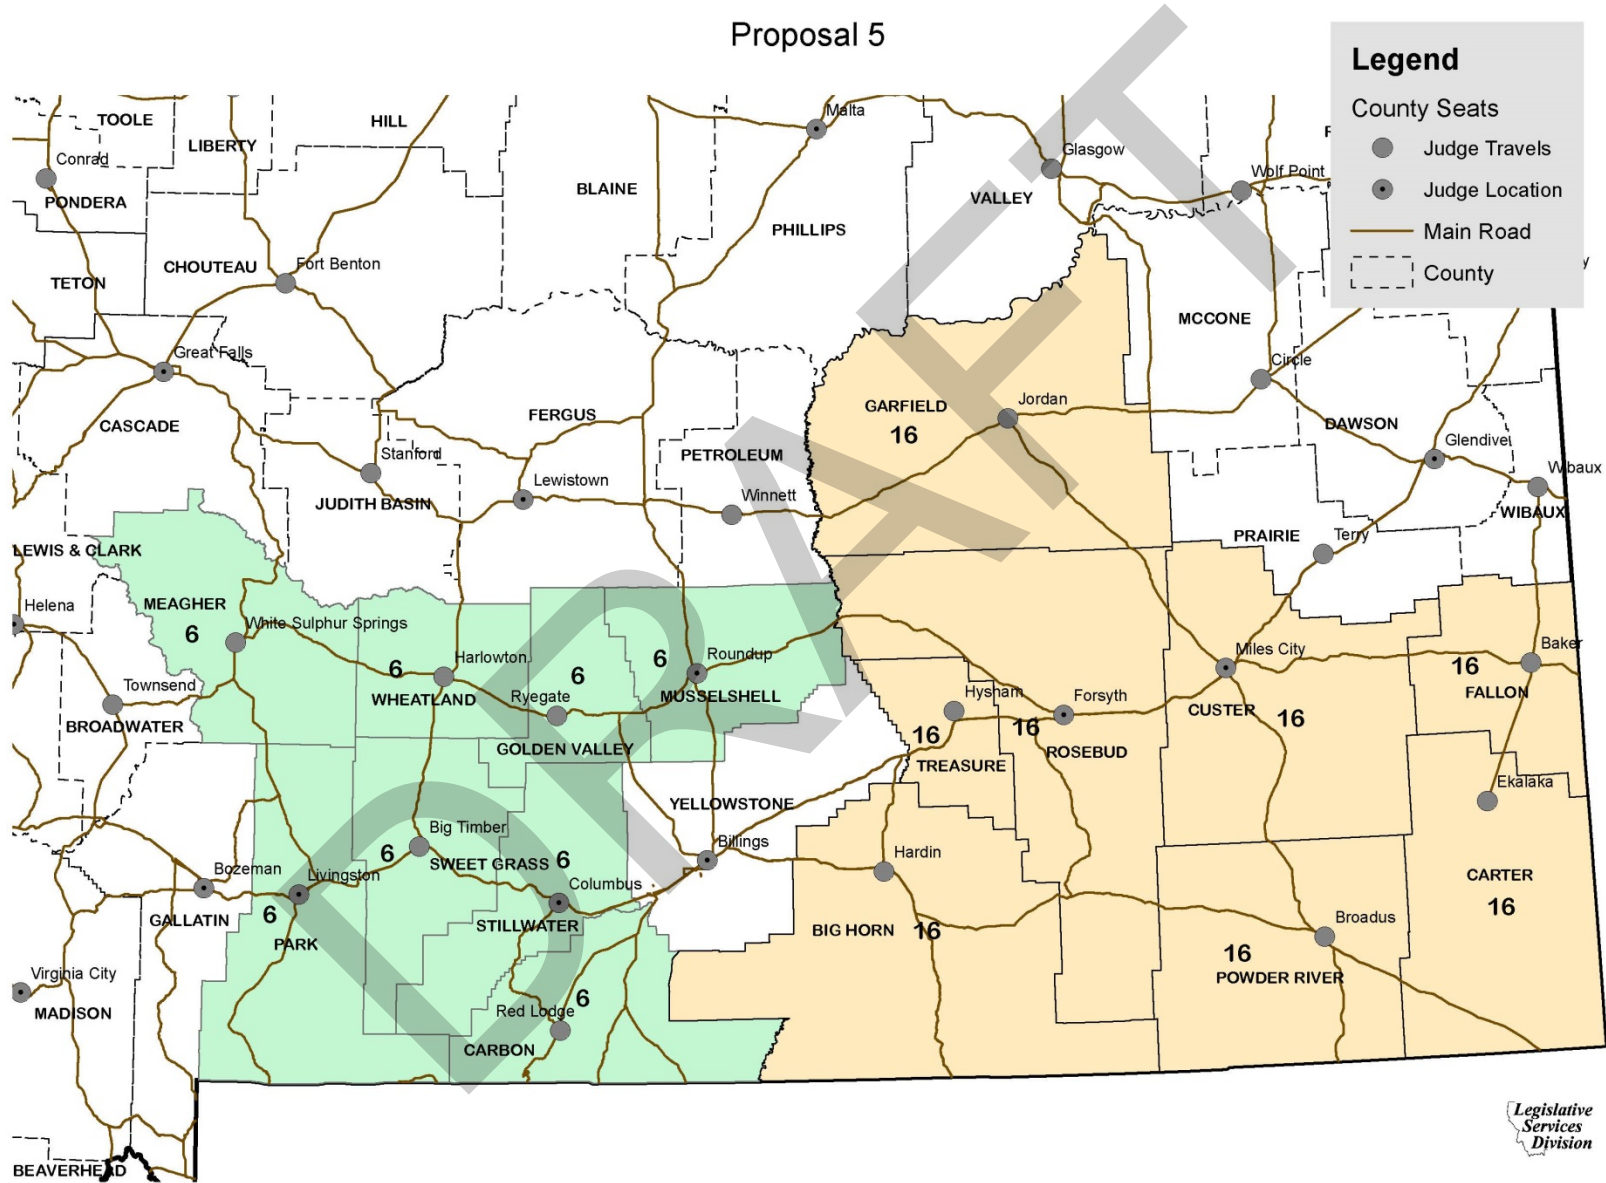 Proposal 5
Legend
County Seats
Judge Travels
Judge Location
Main Road
County
TOOLE
LIBERTY
HILL
Malta
Conrad
PONDERA
BLAINE
Glasgow
Wolf Point
VALLEY
PHILLIPS
CHOUTEAU
Fort Benton
TETON
y
MCCONE
Great Falls
Circle
GARFIELD
16
Jordan
FERGUS
CASCADE
DAWSON
Glendive
Stanford
PETROLEUM
Wibaux
Lewistown
Winnett
JUDITH BASIN
WIBAUX
PRAIRIE
Terry
LEWIS & CLARK
Helena
MEAGHER
6
White Sulphur Springs
Harlowton
6
WHEATLAND
Ryegate
6
6
Roundup
MUSSELSHELL
Miles City
Baker
16
FALLON
Townsend
BROADWATER
Hysham
Forsyth
CUSTER
16
16
16
ROSEBUD
GOLDEN VALLEY
TREASURE
Ekalaka
YELLOWSTONE
Big Timber
6
SWEET GRASS
6
Billings
Hardin
Bozeman
Livingston
Columbus
CARTER
16
GALLATIN
6
PARK
STILLWATER
BIG HORN
16
Broadus
16
POWDER RIVER
Virginia City
MADISON
Red Lodge
6
CARBON
BEAVERHEAD
Legislative
Services
Division
DRAFT